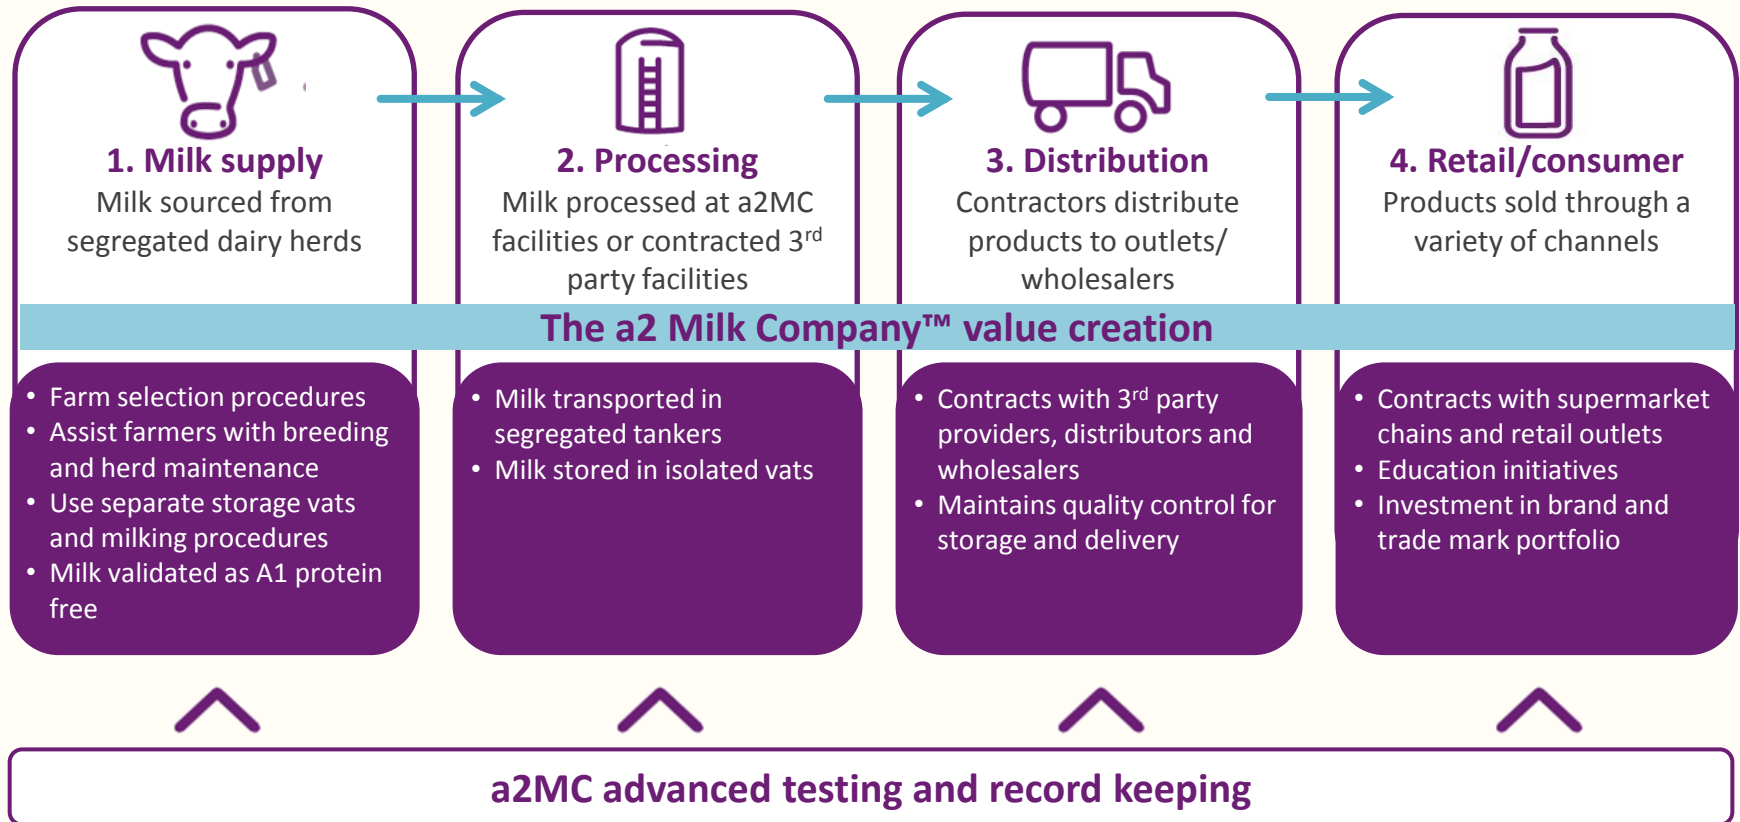 1. Milk supply
Milk sourced from
segregated dairy herds
2. Processing
Milk processed at a2MC
facilities or contracted 3rd
party facilities
3. Distribution
Contractors distribute
products to outlets/
wholesalers
4. Retail/consumer
Products sold through a
variety of channels
The a2 Milk Company™ value creation
• Farm selection procedures
• Assist farmers with breeding
and herd maintenance
• Use separate storage vats
and milking procedures
• Milk validated as A1 protein
free
• Milk transported in
segregated tankers
• Milk stored in isolated vats
• Contracts with 3rd party
providers, distributors and
wholesalers
• Maintains quality control for
storage and delivery
• Contracts with supermarket
chains and retail outlets
• Education initiatives
• Investment in brand and
trade mark portfolio
a2MC advanced testing and record keeping